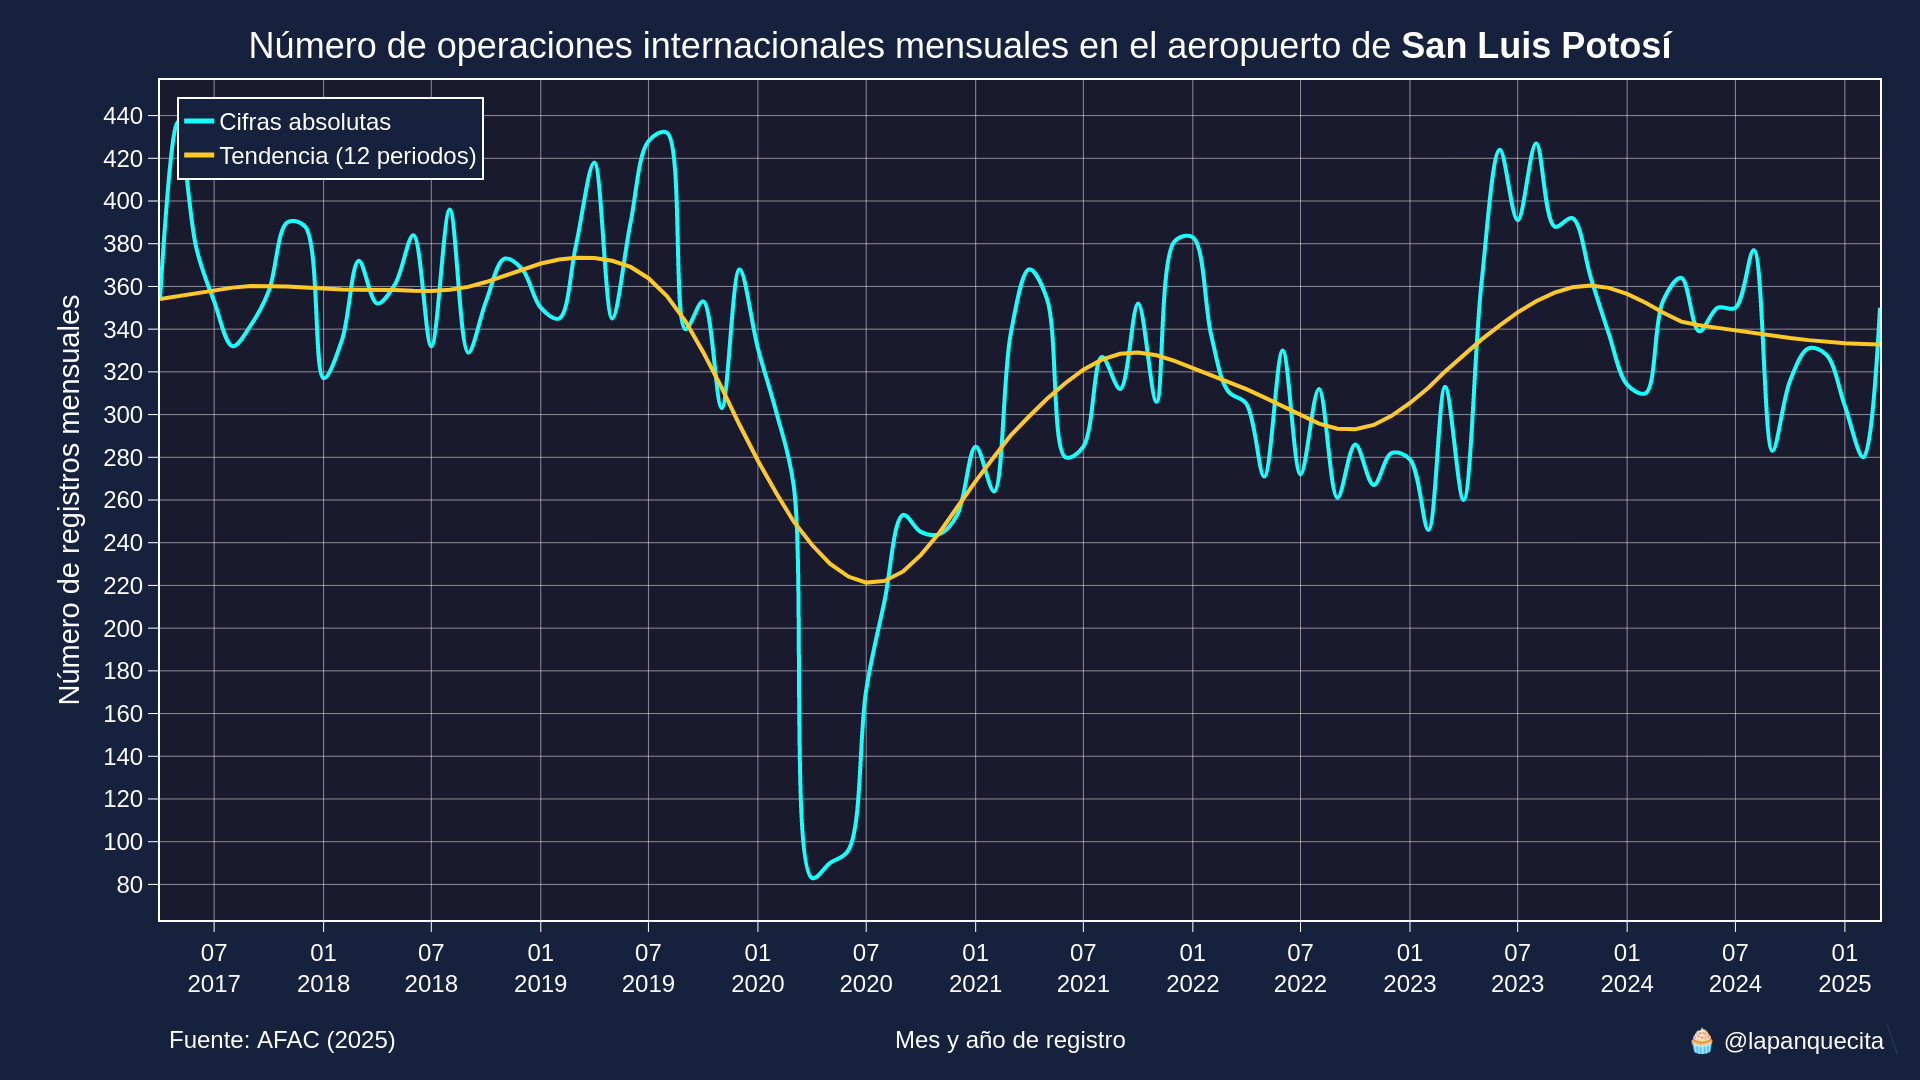 Número de operaciones internacionales mensuales en el aeropuerto de San Luis Potosí
Cifras absolutas
Tendencia (12 periodos)
Número de registros mensuales
440
420
400
380
360
340
320
300
280
260
240
220
200
180
160
140
120
100
80
07 01 07 01 07 01 07 01 07 01 07 01 07 01 07 01
2017 2018 2018 2019 2019 2020 2020 2021 2021 2022 2022 2023 2023 2024 2024 2025
Fuente: AFAC (2025)
Mes y año de registro
🧁 @lapanquecita